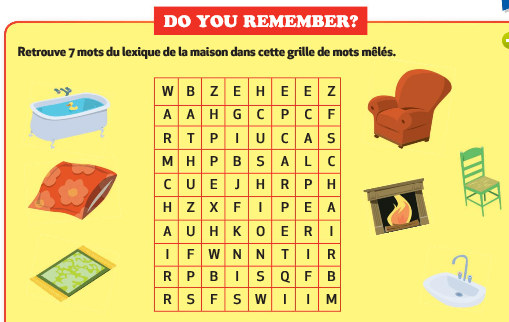 DO YOU REMEMBER?
Retrouve 7 mots du lexique de la maison dans cette grille de mots mêlés.
W B Z E H E E Z
A A H G C P C F
R T P I U C A S
M H P B S A L C
C U E J H R P H
H Z X F I P E A
A U H K O E R I
I F W N N T I R
R P B I S Q F B
R S F S W I I M